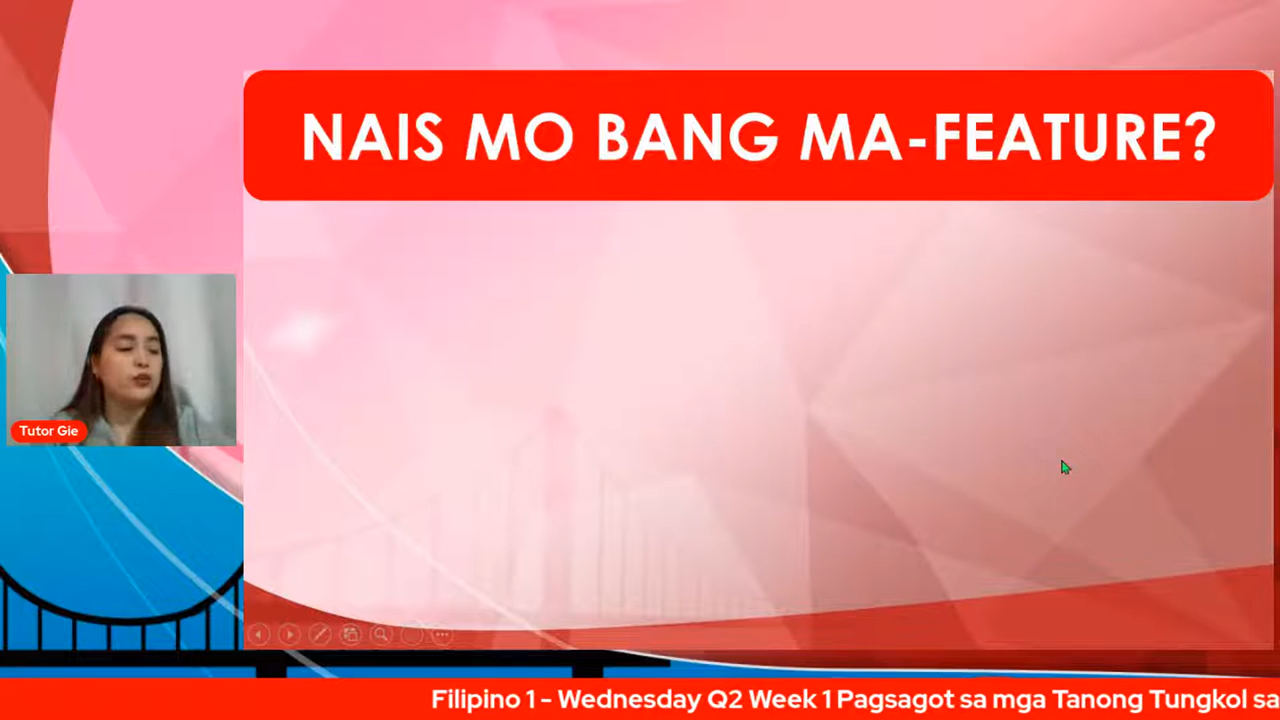 NAIS MO BANG MA-FEATURE?
Tutor Gie
Filipino 1 - Wednesday Q2 Week 1 Pagsagot sa mga Tanong Tungkol sa